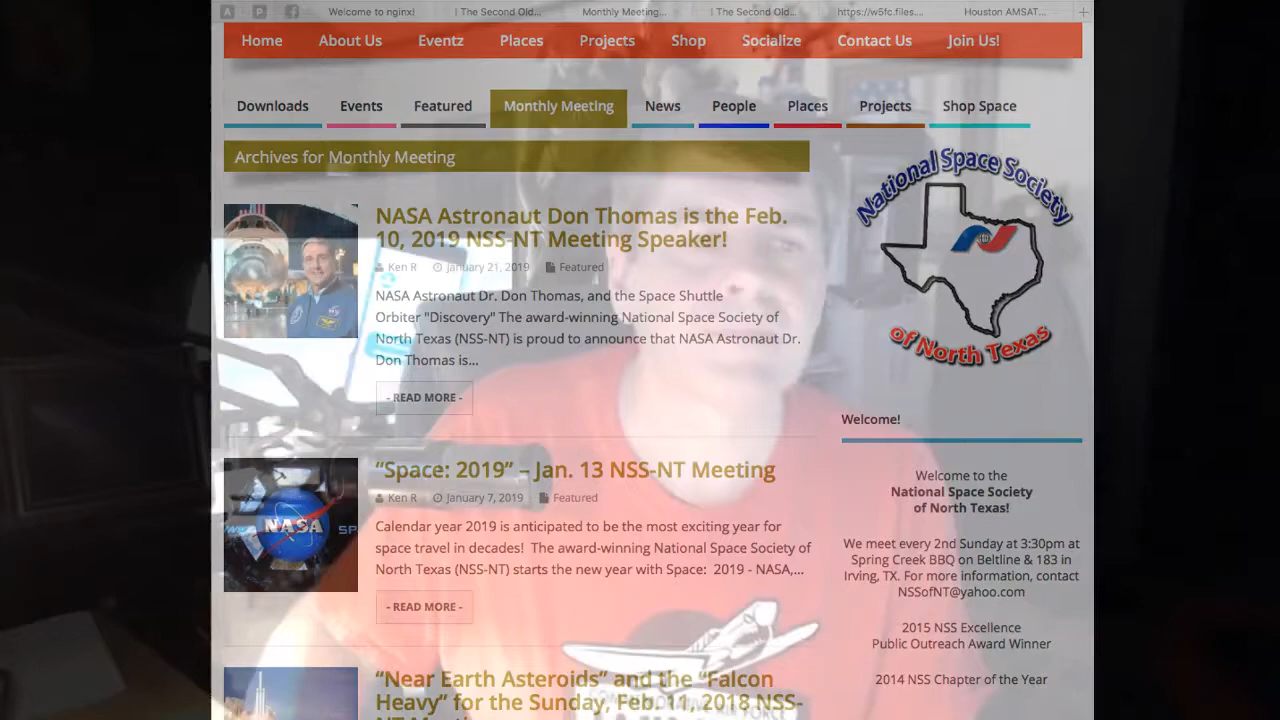 Welcome to nginx!
| The Second Old...
Monthly Meeting...
| The Second Old...
https://w5fc.files....
Houston AMSAT...
Home
About Us
Eventz
Places
Projects
Shop
Socialize
Contact Us
Join Us!
Downloads
Events
Featured
Monthly Meeting
News
People
Places
Projects
Shop Space
Archives for Monthly Meeting
NASA Astronaut Don Thomas is the Feb.
10, 2019 NSS-NT Meeting Speaker!
Ken R January 21, 2019 Featured
NASA Astronaut Dr. Don Thomas, and the Space Shuttle
Orbiter "Discovery" The award-winning National Space Society of
North Texas (NSS-NT) is proud to announce that NASA Astronaut Dr.
Don Thomas is...
- READ MORE -
NASA
SP
“Space: 2019” – Jan. 13 NSS-NT Meeting
Ken R January 7, 2019 Featured
Calendar year 2019 is anticipated to be the most exciting year for
space travel in decades! The award-winning National Space Society of
North Texas (NSS-NT) starts the new year with Space: 2019 - NASA,...
- READ MORE -
“Near Earth Asteroids” and the “Falcon
Heavy” for the Sunday, Feb. 11, 2018 NSS-
National Space Society
of North Texas
Welcome!
Welcome to the
National Space Society
of North Texas!
We meet every 2nd Sunday at 3:30pm at
Spring Creek BBQ on Beltline & 183 in
Irving, TX. For more information, contact
NSSofNT@yahoo.com
2015 NSS Excellence
Public Outreach Award Winner
2014 NSS Chapter of the Year